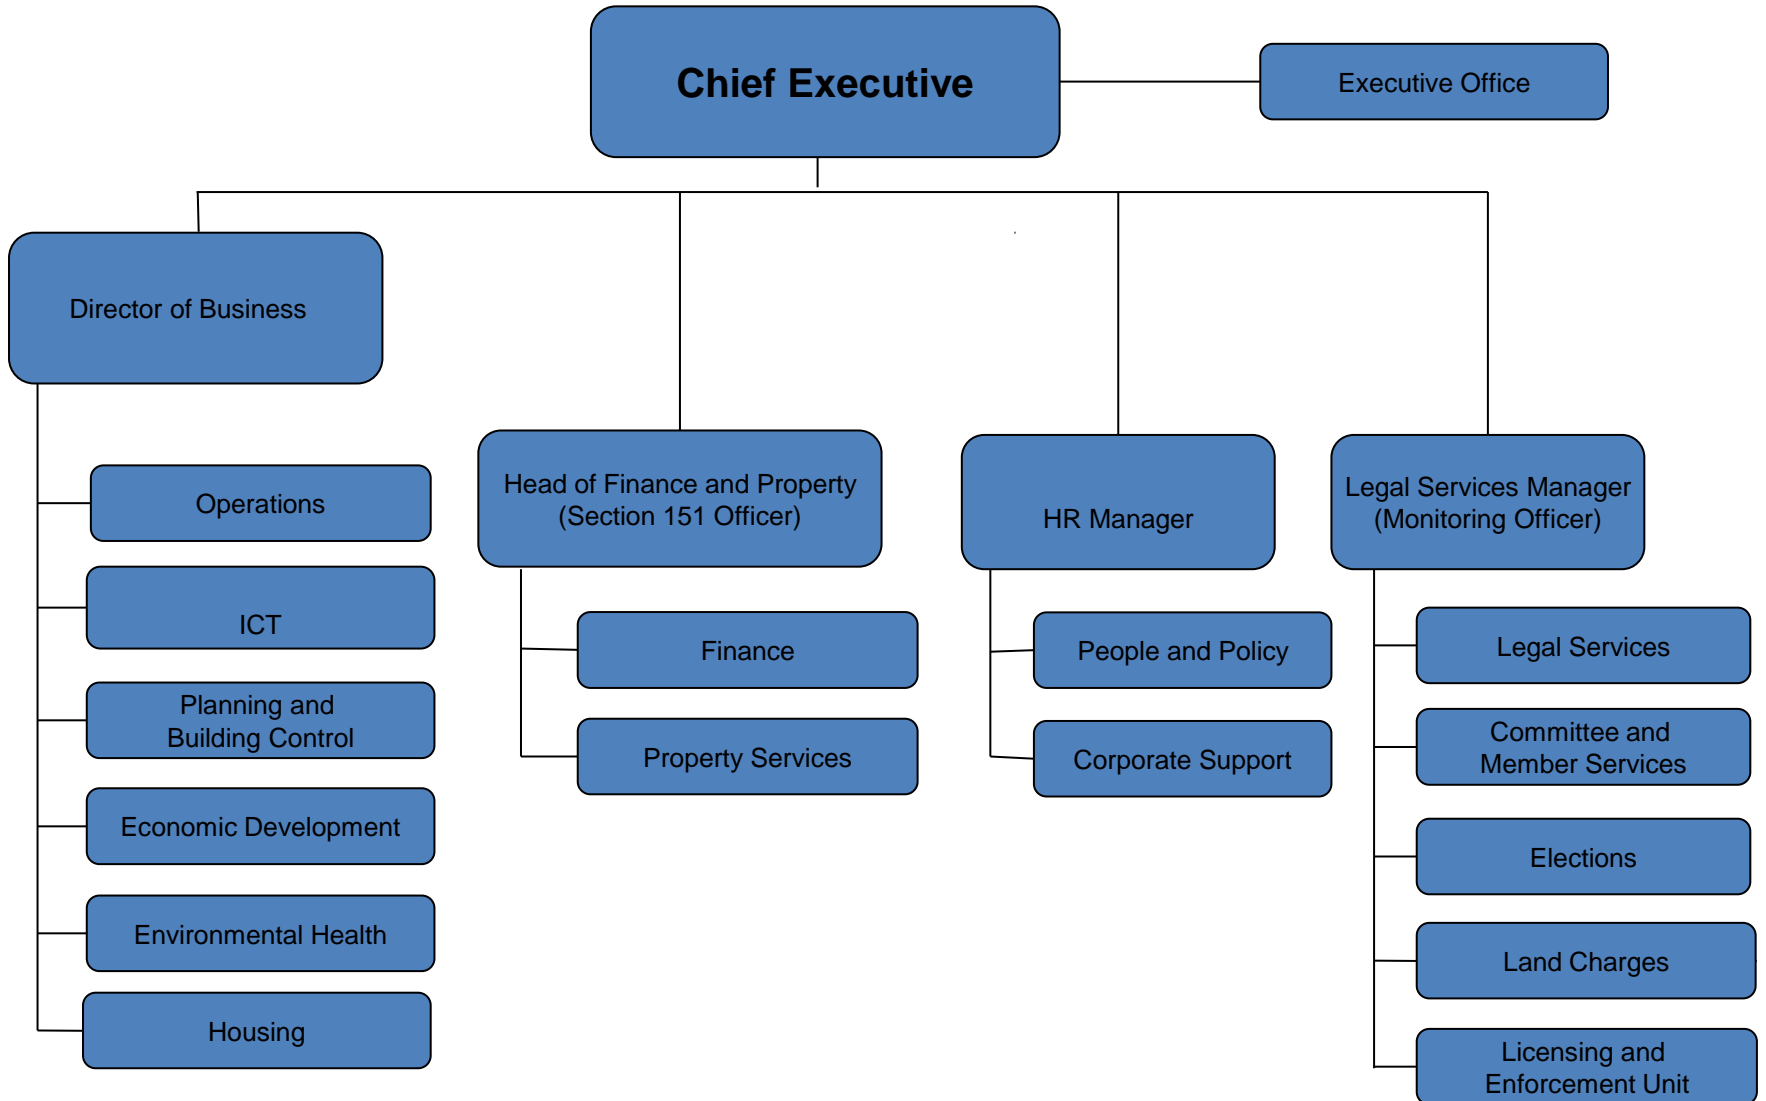 Chief Executive
Executive Office
Director of Business
Operations
ICT
Planning and
Building Control
Economic Development
Environmental Health
Housing
Head of Finance and Property
(Section 151 Officer)
Finance
Property Services
HR Manager
People and Policy
Corporate Support
Legal Services Manager
(Monitoring Officer)
Legal Services
Committee and
Member Services
Elections
Land Charges
Licensing and
Enforcement Unit